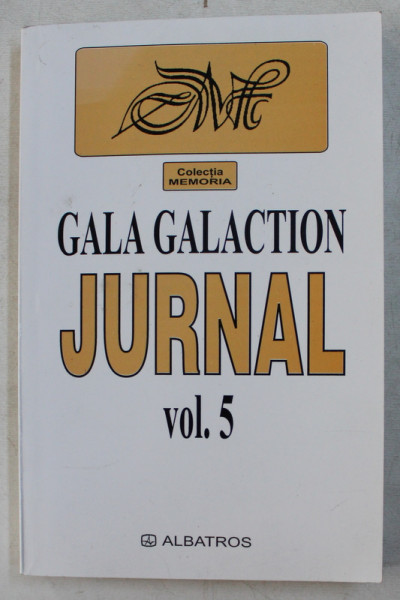 Colecția
MEMORIA
GALA GALACTION
JURNAL
vol. 5
ALBATROS